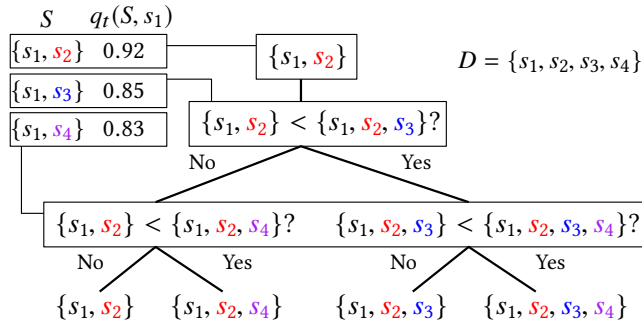 S q_t(S, s_1)
{s_1, s_2} 0.92
{s_1, s_3} 0.85
{s_1, s_4} 0.83
{s_1, s_2}
D = {s_1, s_2, s_3, s_4}
{s_1, s_2} < {s_1, s_2, s_3}?
No Yes
{s_1, s_2} < {s_1, s_2, s_4}? {s_1, s_2, s_3} < {s_1, s_2, s_3, s_4}?
No Yes No Yes
{s_1, s_2} {s_1, s_2, s_4} {s_1, s_2, s_3} {s_1, s_2, s_3, s_4}